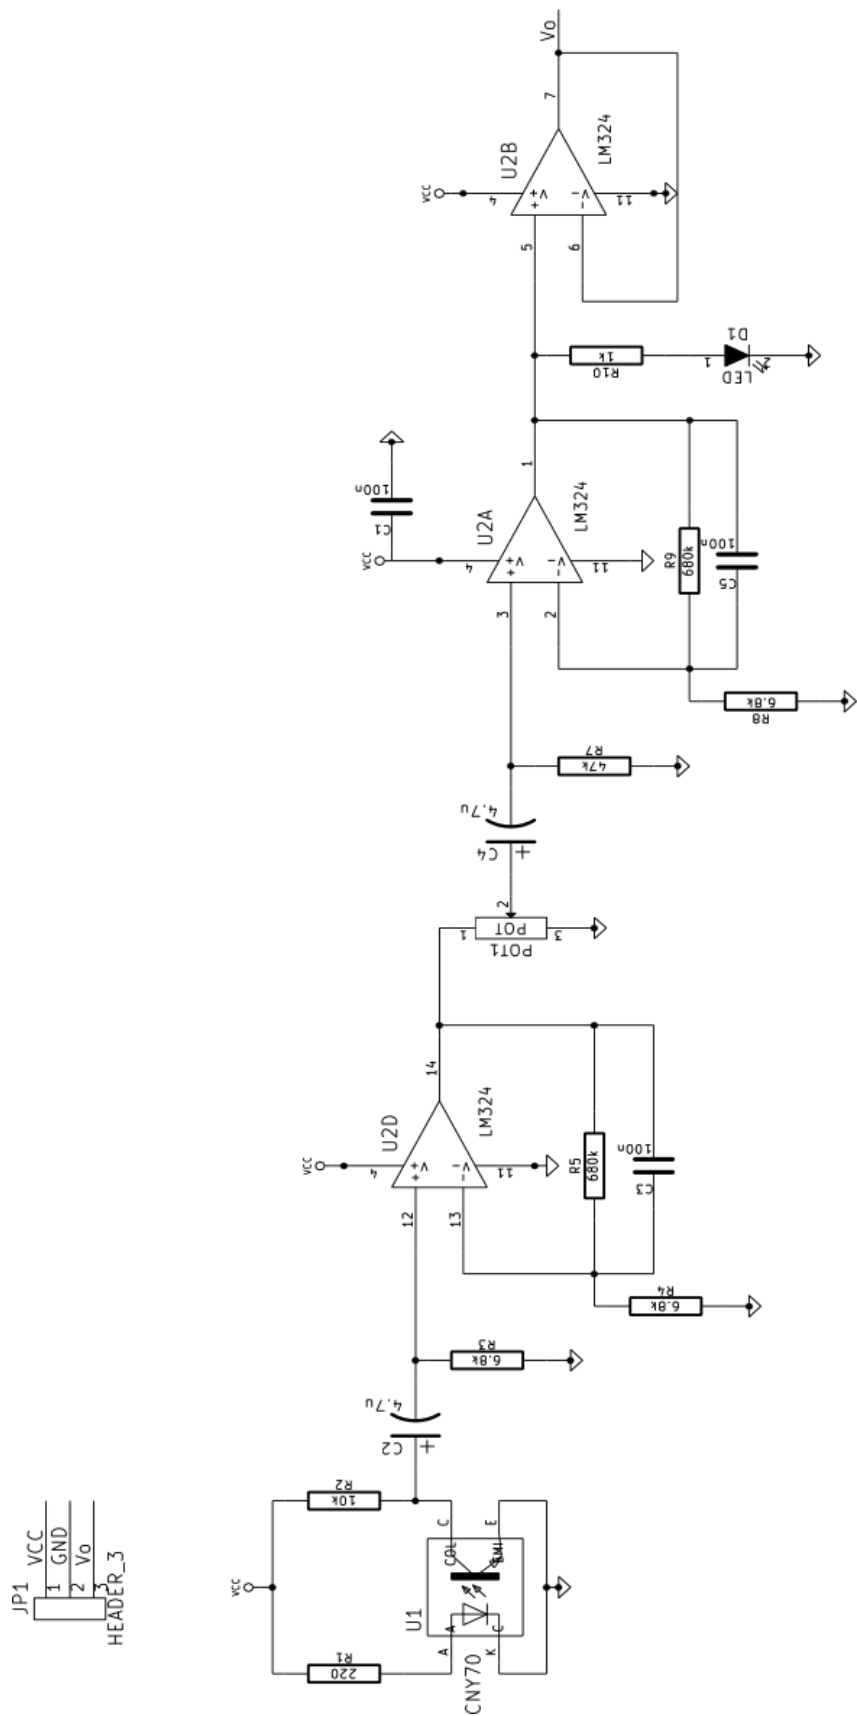 Vo
7
U2B
LM324
VCC
4
V+
+
V-
-
11
5
6
D1
1k
R10
1
LED
2
100n
C1
1
U2A
LM324
VCC
4
V+
+
V-
-
11
R9
680k
100n
C5
3
2
6.8k
R8
R7
47k
4.7u
C4
+
2
1
POT
3
POT1
14
U2D
LM324
VCC
4
V+
+
V-
-
11
R5
680k
100n
C3
12
13
R4
6.8k
R3
6.8k
4.7u
C2
+
R2
10k
C
E
COL
EMI
VCC
U1
A
C
A
K
R1
220
CNY70
JP1
VCC
1
GND
2
Vo
3
HEADER_3